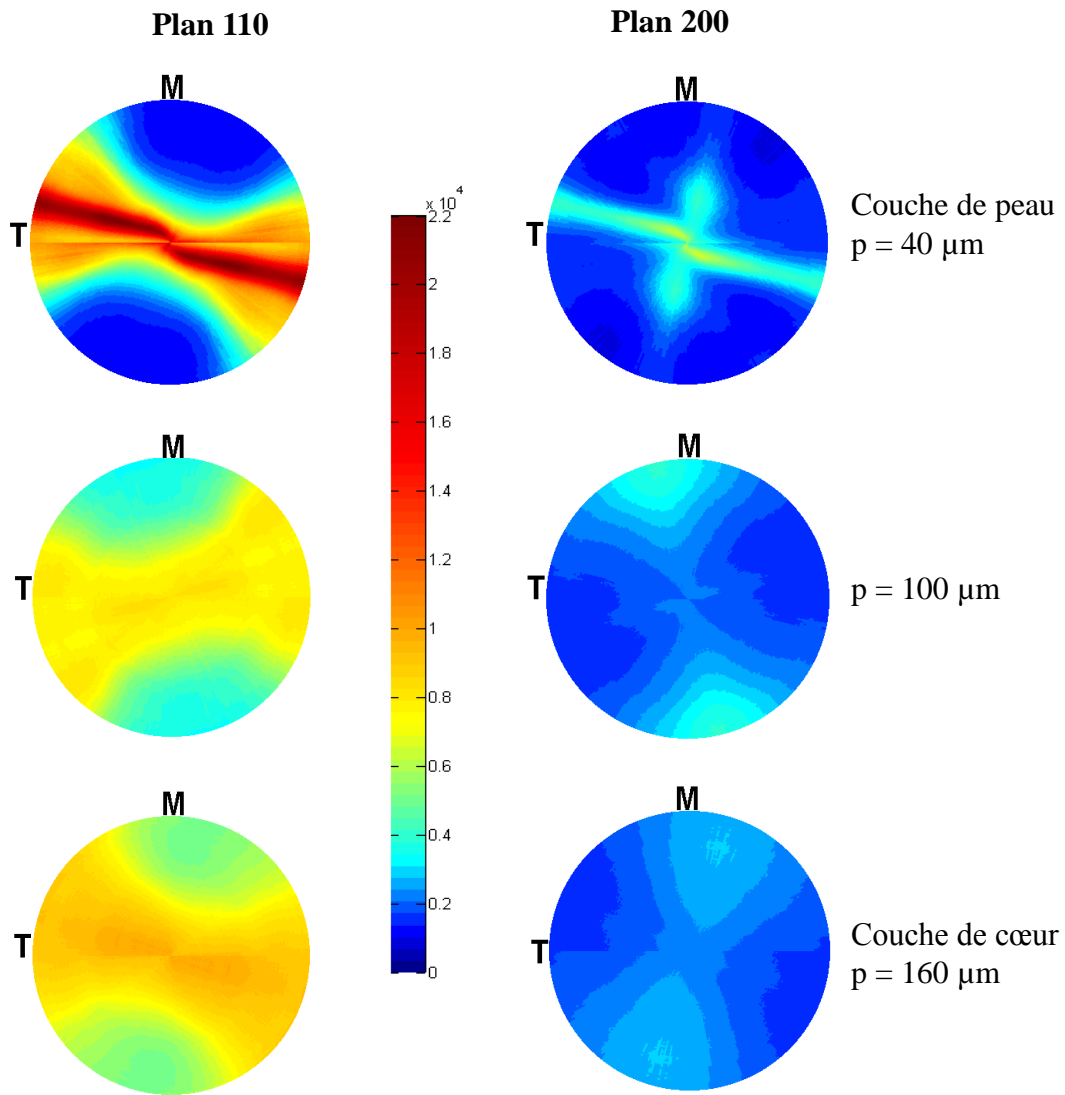 Plan 110
Plan 200
M
M
T
T
x 10^4
2.2
2
1.8
1.6
1.4
1.2
1
0.8
0.6
0.4
0.2
0
Couche de peau
p = 40 µm
M
M
T
T
p = 100 µm
M
M
T
T
Couche de cœur
p = 160 µm